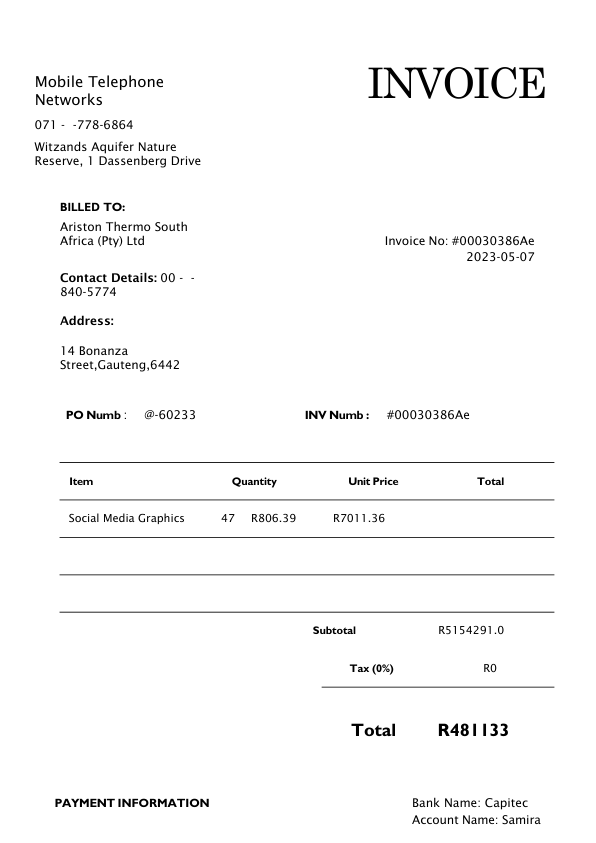 INVOICE
Mobile Telephone
Networks
071 -  -778-6864
Witzands Aquifer Nature
Reserve, 1 Dassenberg Drive
BILLED TO:
Ariston Thermo South
Africa (Pty) Ltd
Invoice No: #00030386Ae
2023-05-07
Contact Details: 00 -  -
840-5774
Address:
14 Bonanza
Street,Gauteng,6442
PO Numb : @-60233 INV Numb : #00030386Ae
Item Quantity Unit Price Total
Social Media Graphics 47 R806.39 R7011.36
Subtotal R5154291.0
Tax (0%) R0
Total R481133
PAYMENT INFORMATION
Bank Name: Capitec
Account Name: Samira